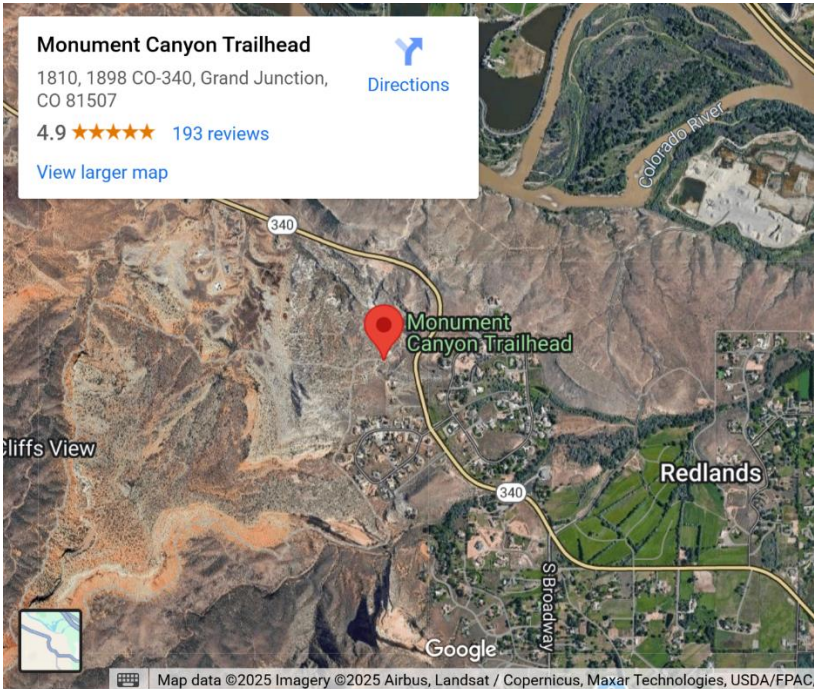 Monument Canyon Trailhead
1810, 1898 CO-340, Grand Junction,
CO 81507
Directions
4.9
193 reviews
View larger map
Colorado River
340
Monument
Canyon Trailhead
Cliffs View
Redlands
340
S Broadway
Google
Map data ©2025 Imagery ©2025 Airbus, Landsat / Copernicus, Maxar Technologies, USDA/FPAC,